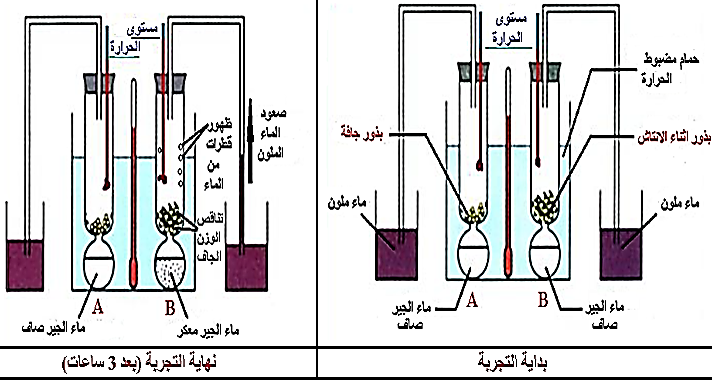 مستوى
الحرارة
حمام مضبوط
الحرارة
بذور جافة
بذور اثناء الانتاش
ماء ملون
ماء ملون
A
B
ماء الجير
صاف
ماء الجير
صاف
بداية التجربة
مستوى
الحرارة
صعود
الماء
الملون
ظهور
قطرات
من
الماء
تناقص
الوزن
الجاف
A
B
ماء الجير صاف
ماء الجير معكر
نهاية التجربة (بعد 3 ساعات)